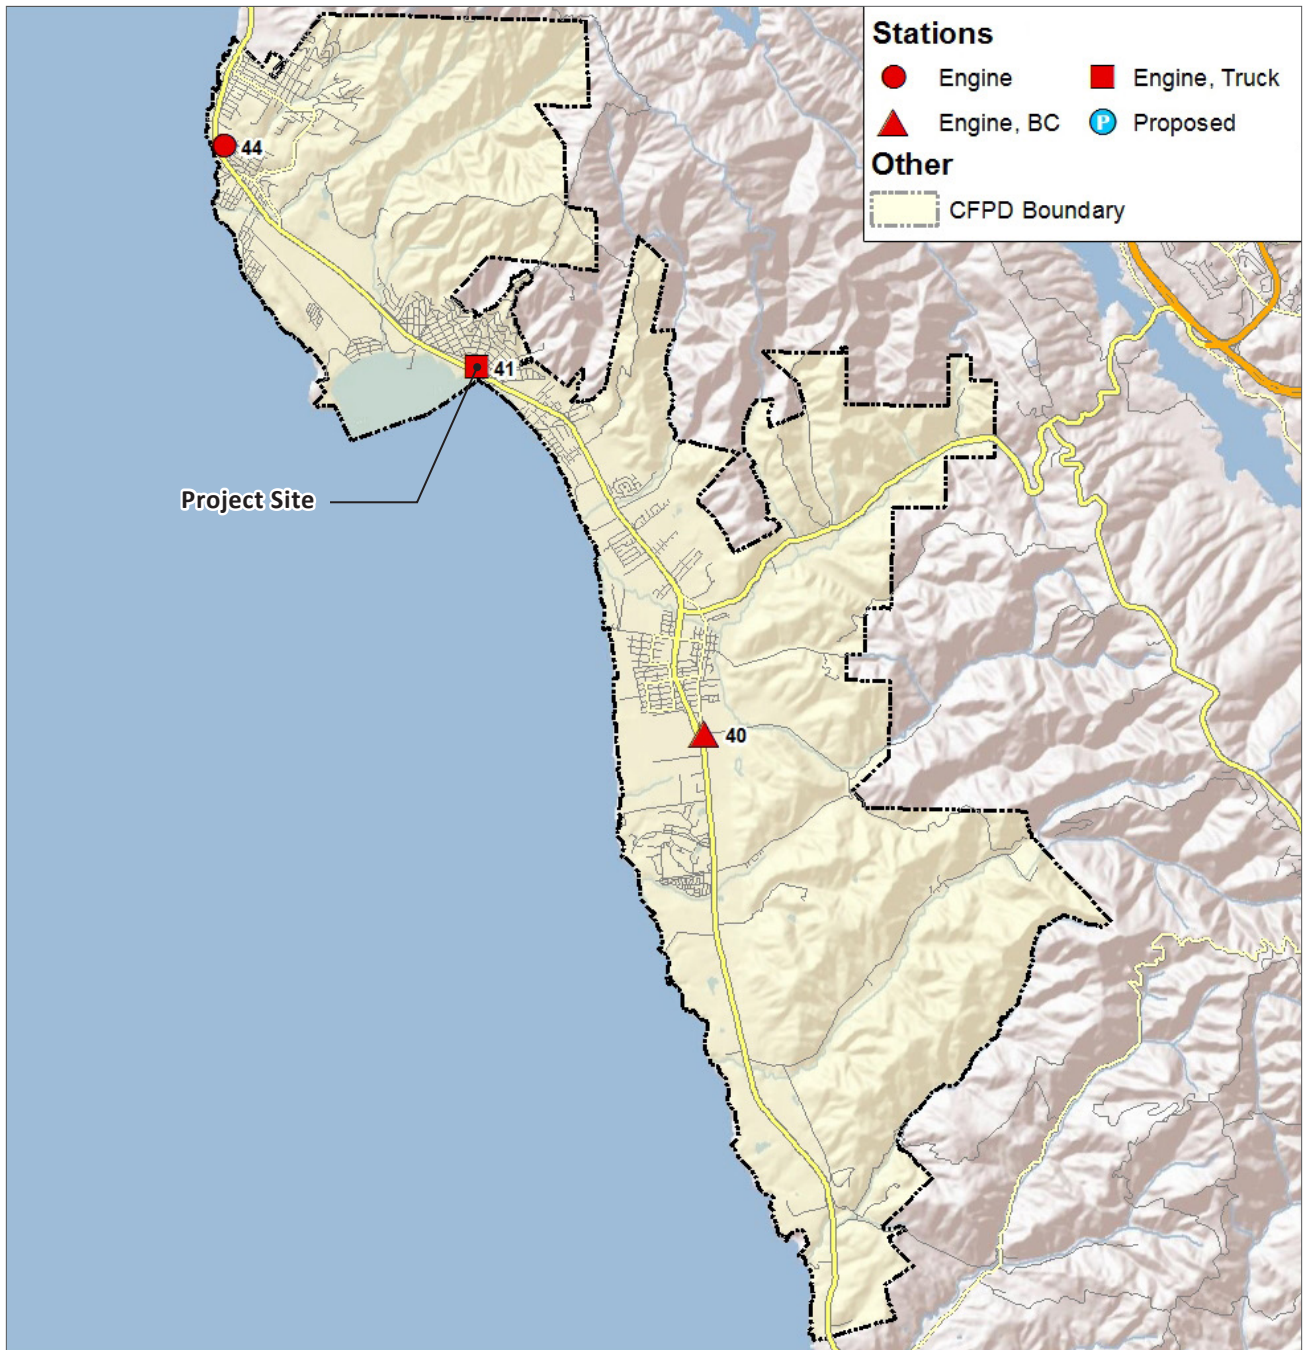 Stations
Engine
Engine, Truck
Engine, BC
P
Proposed
Other
CFPD Boundary
44
41
Project Site
40